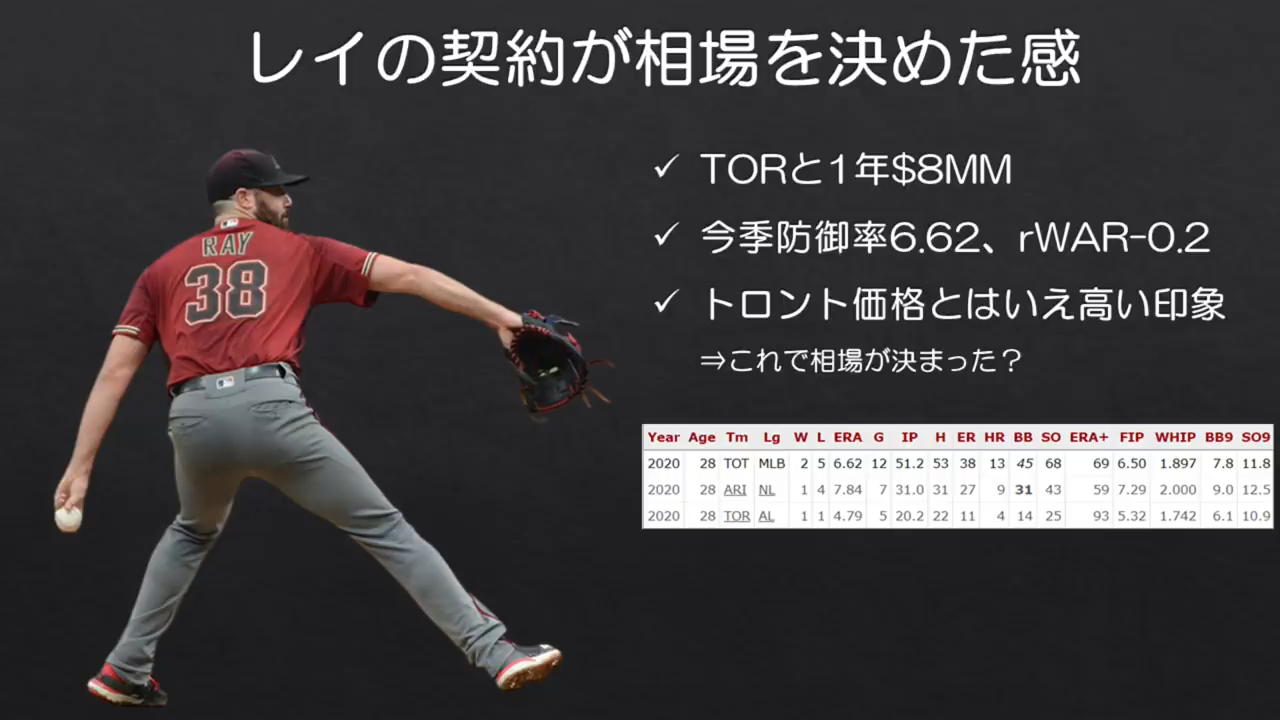 レイの契約が相場を決めた感
✓ TORと1年$8MM
✓ 今季防御率6.62、rWAR-0.2
✓ トロント価格とはいえ高い印象
⇒これで相場が決まった？
RAY
38
Year Age Tm Lg W L ERA G IP H ER HR BB SO ERA+ FIP WHIP BB9 SO9
2020 28 TOT MLB 2 5 6.62 12 51.2 53 38 13 45 68 69 6.50 1.897 7.8 11.8
2020 28 ARI NL 1 4 7.84 7 31.0 31 27 9 31 43 59 7.29 2.000 9.0 12.5
2020 28 TOR AL 1 1 4.79 5 20.2 22 11 4 14 25 93 5.32 1.742 6.1 10.9